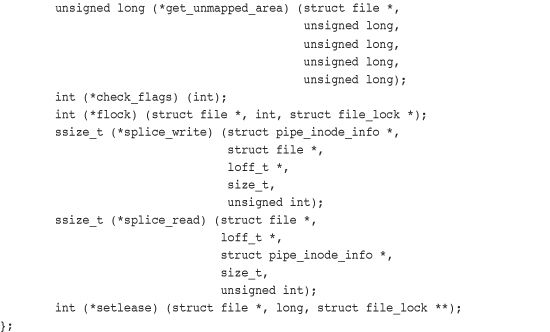 unsigned long (*get_unmapped_area) (struct file *,
unsigned long,
unsigned long,
unsigned long,
unsigned long);
int (*check_flags) (int);
int (*flock) (struct file *, int, struct file_lock *);
ssize_t (*splice_write) (struct pipe_inode_info *,
struct file *,
loff_t *,
size_t,
unsigned int);
ssize_t (*splice_read) (struct file *,
loff_t *,
struct pipe_inode_info *,
size_t,
unsigned int);
int (*setlease) (struct file *, long, struct file_lock **);
};